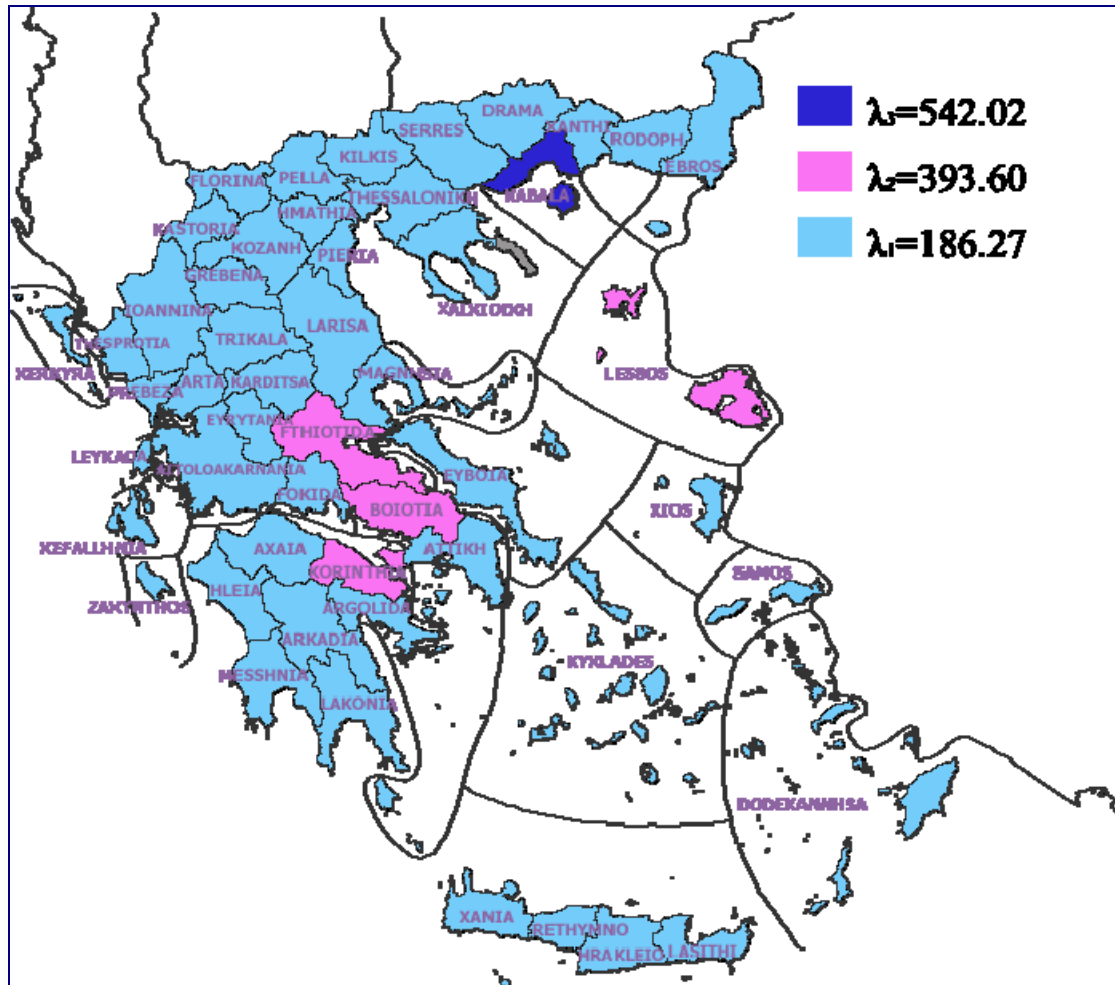 λ₃=542.02
λ₂=393.60
λ₁=186.27
DRAMA
XANTHI
SERRES
RODOPH
KILKIS
EBROS
PELLA
FLORINA
THESSALONIKH
KABALA
HMATHIA
KASTORIA
KOZANH
PIERIA
GREBENA
XALKIDIKH
IOANNINA
LARISA
TRIKALA
THESPROTIA
XERKYRA
MAGNHSIA
LESBOS
PREBEZA
ARTA
KARDITSA
EYRYTANIA
FTHIOTIDA
LEYKADA
AITOLOAKARNANIA
EYBOIA
FOKIDA
BOIOTIA
XIOS
KEFALLHNIA
AXAIA
ATTIKH
KORINTHIA
SAMOS
HLEIA
ZAKYNTHOS
ARGOLIDA
ARKADIA
KYKLADES
MESSHNIA
LAKONIA
DODEKANNHSA
XANIA
RETHYMNO
HRAKLEIO
LASITHI